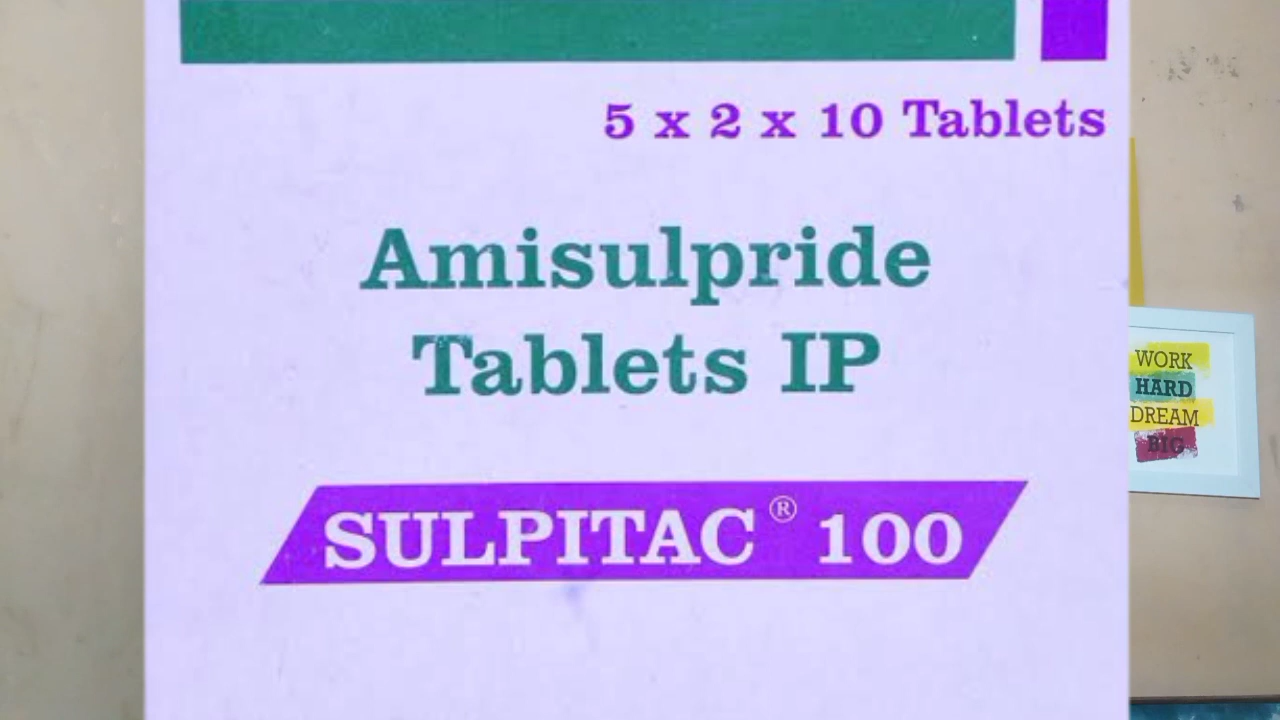 5 x 2 x 10 Tablets
Amisulpride
Tablets IP
SULPITAC® 100
WORK
HARD
DREAM
BIG